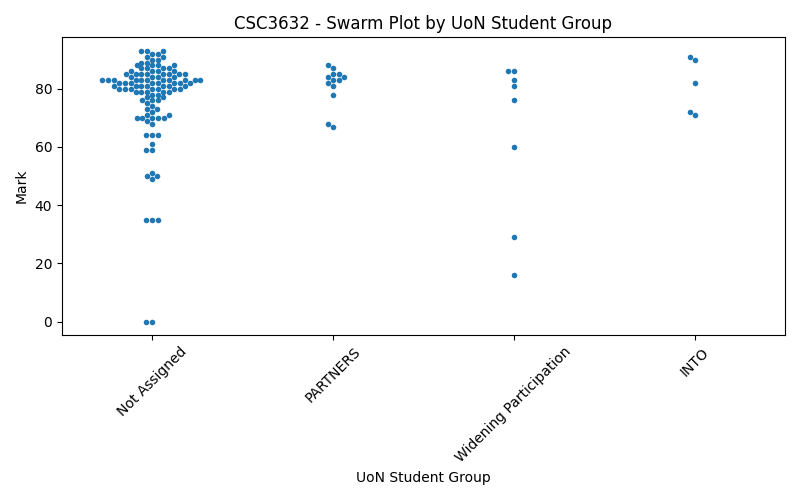 CSC3632 - Swarm Plot by UoN Student Group
Mark
80
60
40
20
0
Not Assigned
PARTNERS
Widening Participation
INTO
UoN Student Group